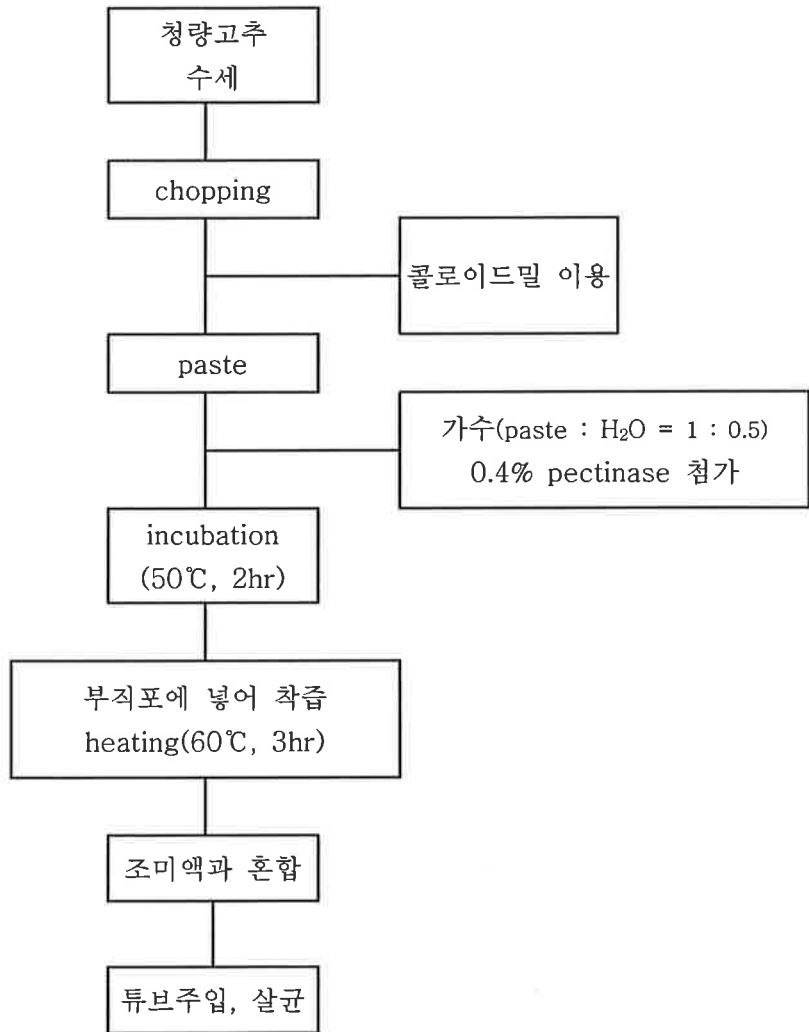 청량고추
수세
chopping
콜로이드밀 이용
paste
가수(paste : H₂O = 1 : 0.5)
0.4% pectinase 첨가
incubation
(50℃, 2hr)
부직포에 넣어 착즙
heating(60℃, 3hr)
조미액과 혼합
튜브주입, 살균